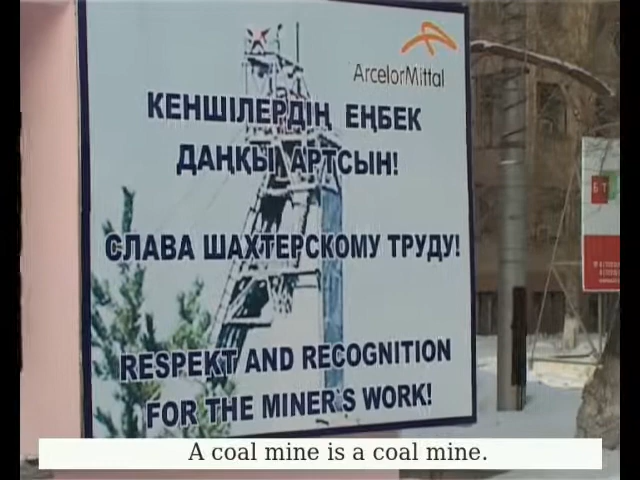 ArcelorMittal
КЕНШІЛЕРДІҢ ЕҢБЕК
ДАҢҚЫ АРТСЫН!
СЛАВА ШАХТЕРСКОМУ ТРУДУ!
RESPEKT AND RECOGNITION
FOR THE MINER'S WORK!
БТ
A coal mine is a coal mine.